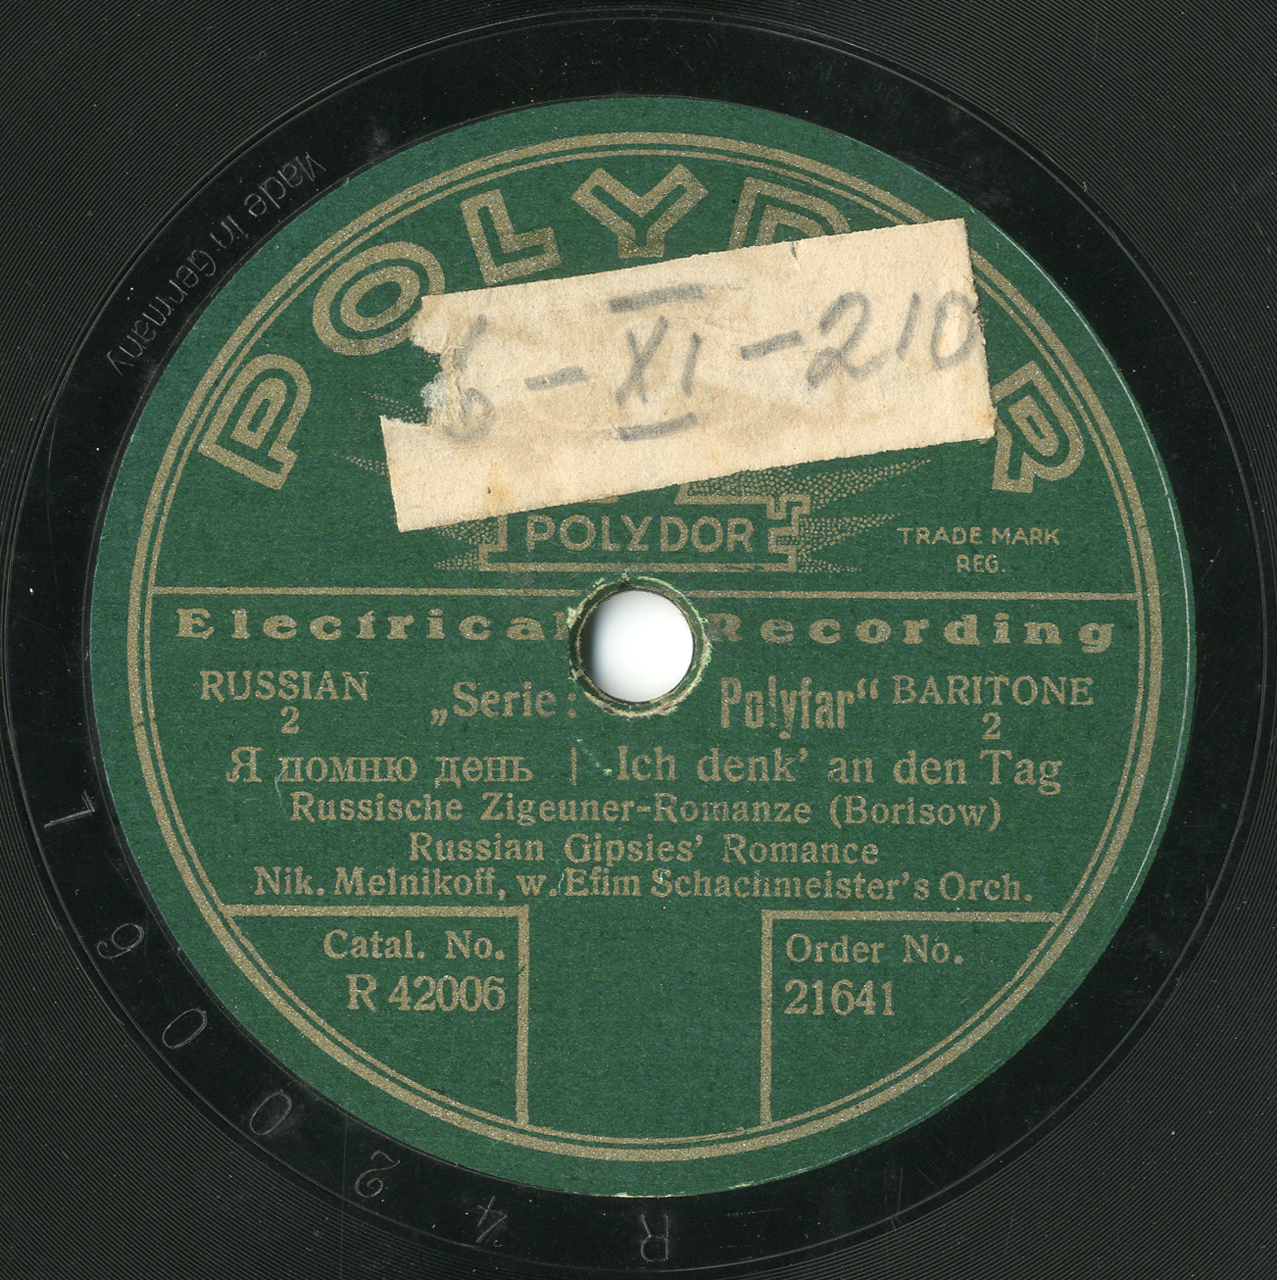 POLYDOR
6-XI-210
POLYDOR
TRADE MARK
REG.
Electrical Recording
RUSSIAN
2
„Serie: Polyfar“
BARITONE
2
Я помню день | Ich denk’ an den Tag
Russische Zigeuner-Romanze (Borisow)
Russian Gipsies’ Romance
Nik. Melnikoff, w. Efim Schachmeister’s Orch.
Catal. No.
R 42006
Order No.
21641
Made in Germany
R 42006 1